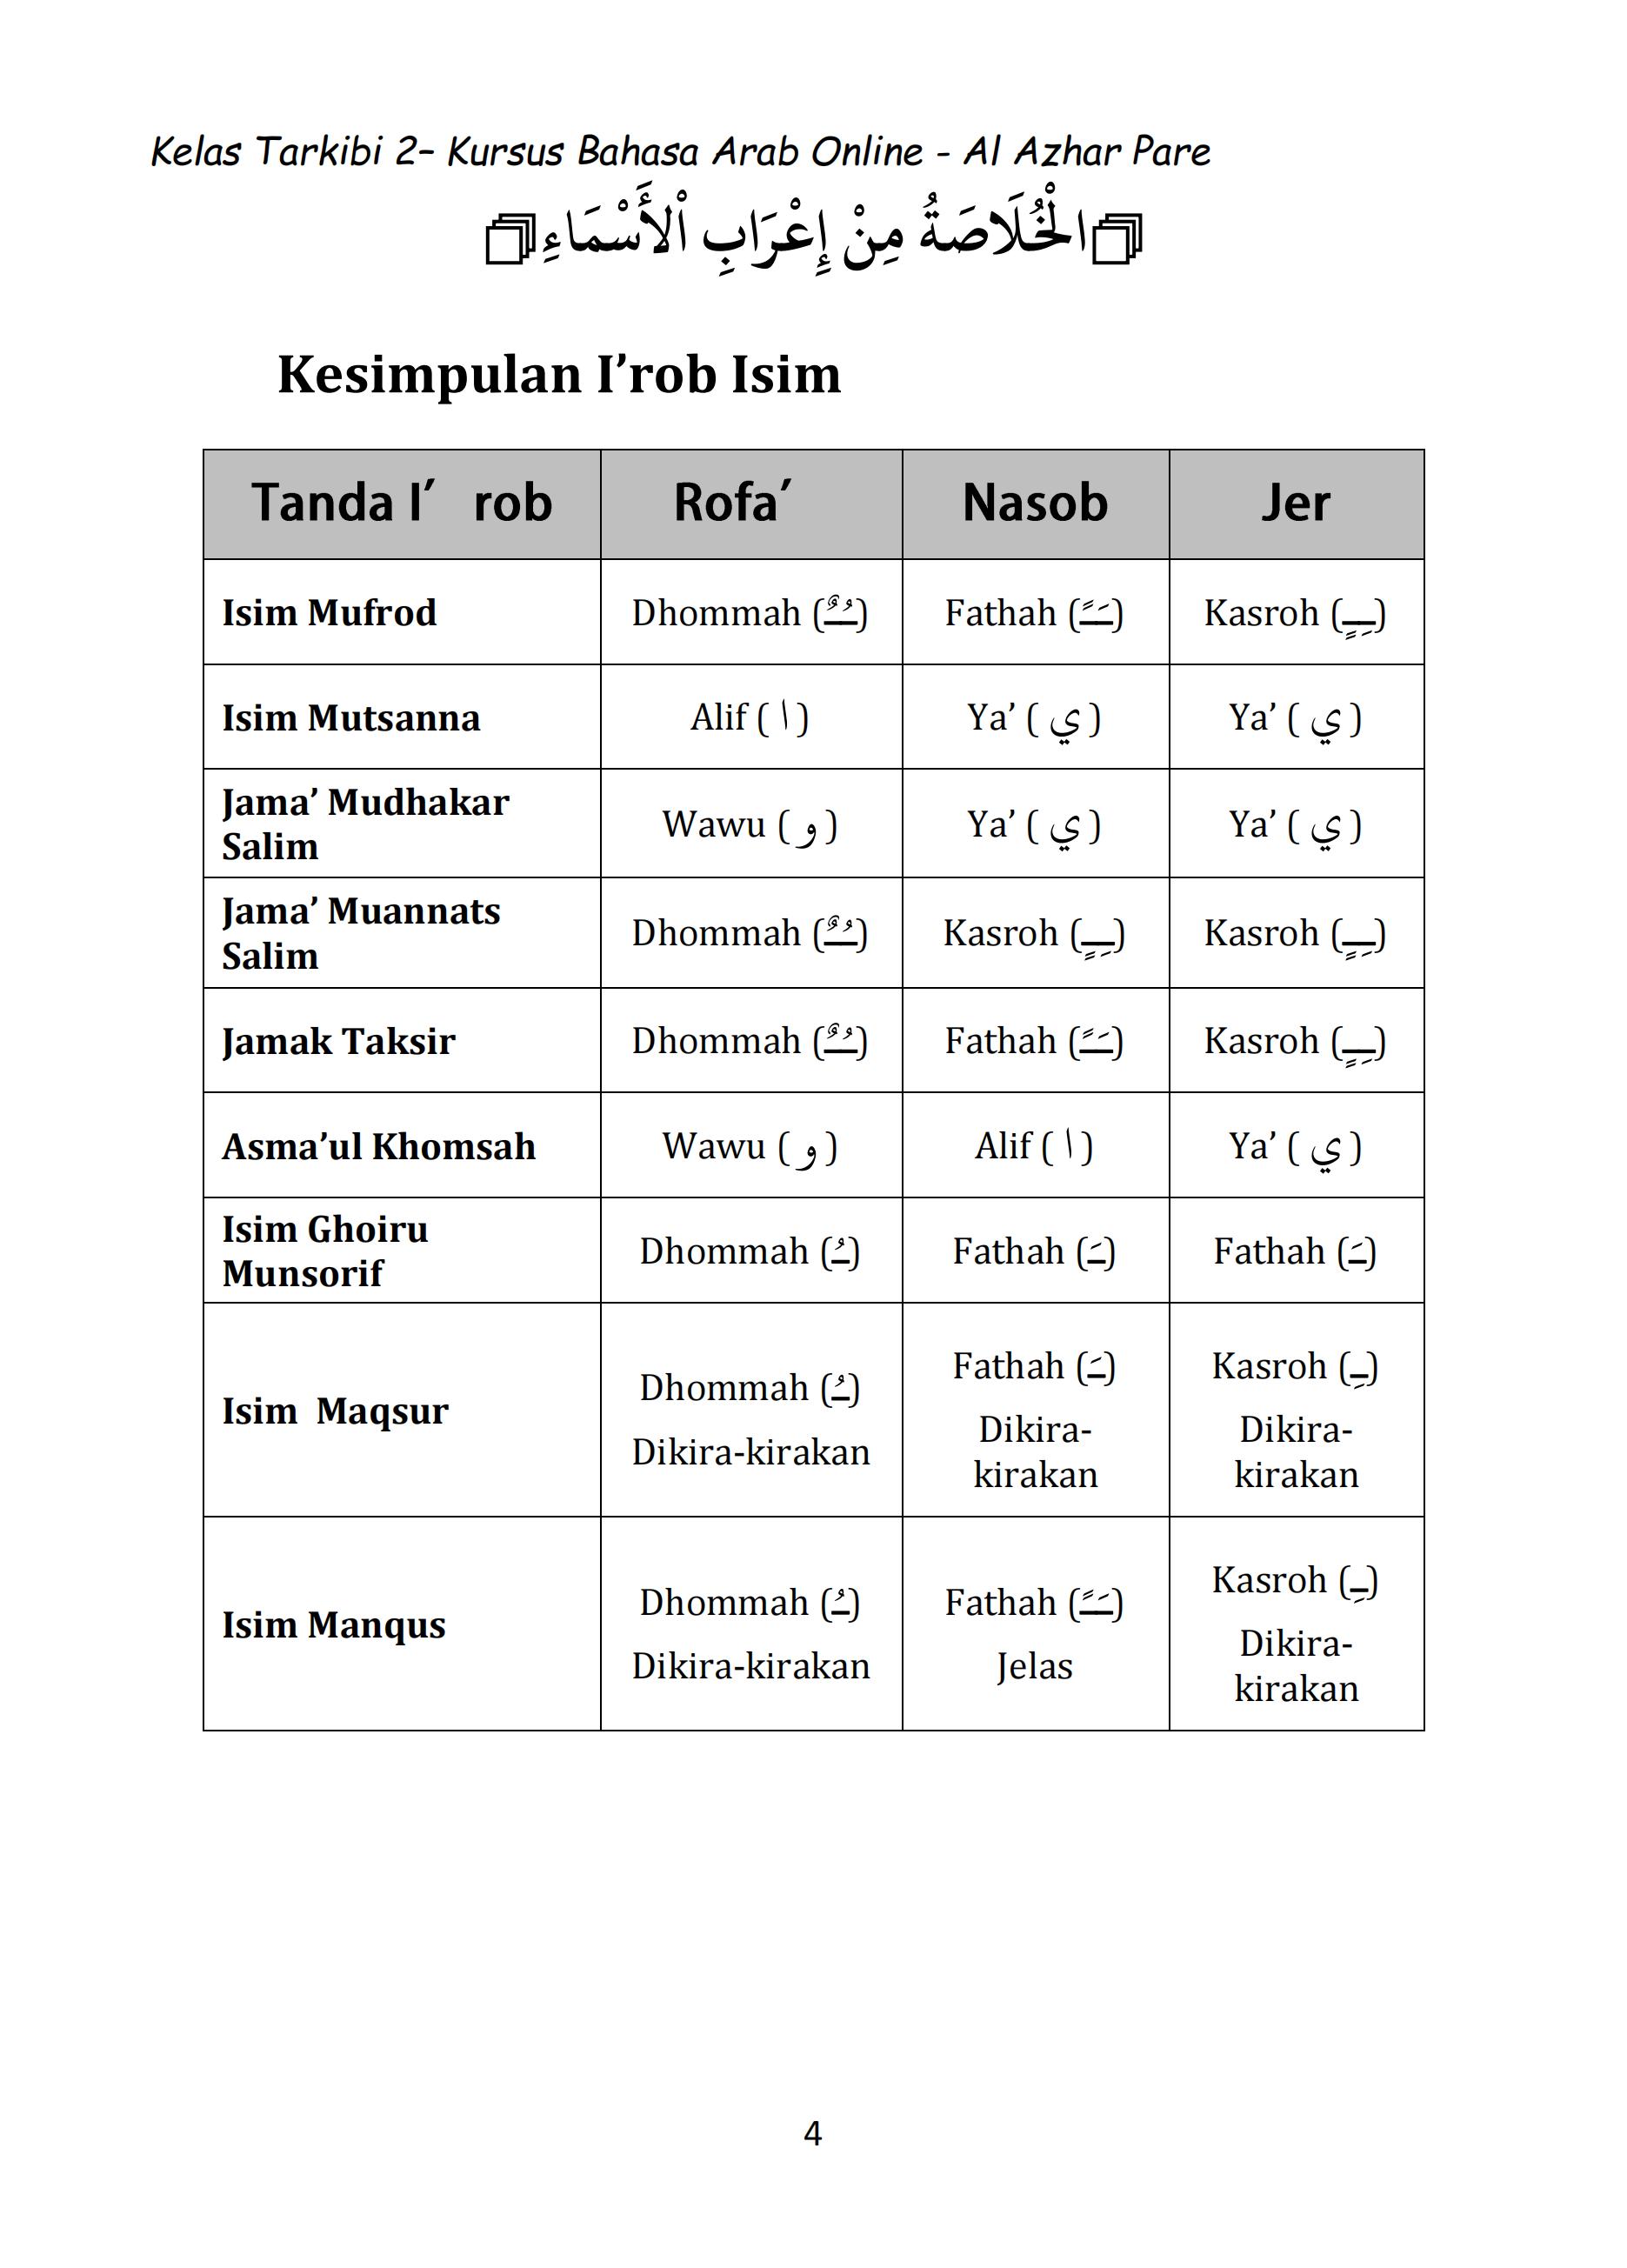 Kelas Tarkibi 2– Kursus Bahasa Arab Online - Al Azhar Pare
الْخُلَاصَةُ مِنْ إِعْرَابِ اْلأَسْمَاءِ
Kesimpulan I’rob Isim
Tanda I’ rob Rofa’ Nasob Jer
Isim Mufrod Dhommah (ـُـٌ) Fathah (ـَـً) Kasroh (ـِـٍ)
Isim Mutsanna Alif ( ا ) Ya’ ( ي ) Ya’ ( ي )
Jama’ Mudhakar
Salim Wawu ( و ) Ya’ ( ي ) Ya’ ( ي )
Jama’ Muannats
Salim Dhommah (ـُـٌ) Kasroh (ـِـٍ) Kasroh (ـِـٍ)
Jamak Taksir Dhommah (ـُـٌ) Fathah (ـَـً) Kasroh (ـِـٍ)
Asma’ul Khomsah Wawu ( و ) Alif ( ا ) Ya’ ( ي )
Isim Ghoiru
Munsorif Dhommah (ـُ) Fathah (ـَ) Fathah (ـَ)
Isim Maqsur
Dhommah (ـُ)
Dikira-kirakan
Fathah (ـَ)
Dikira-
kirakan
Kasroh (ـِ)
Dikira-
kirakan
Isim Manqus
Dhommah (ـُ)
Dikira-kirakan
Fathah (ـَـً)
Jelas
Kasroh (ـِ)
Dikira-
kirakan
4